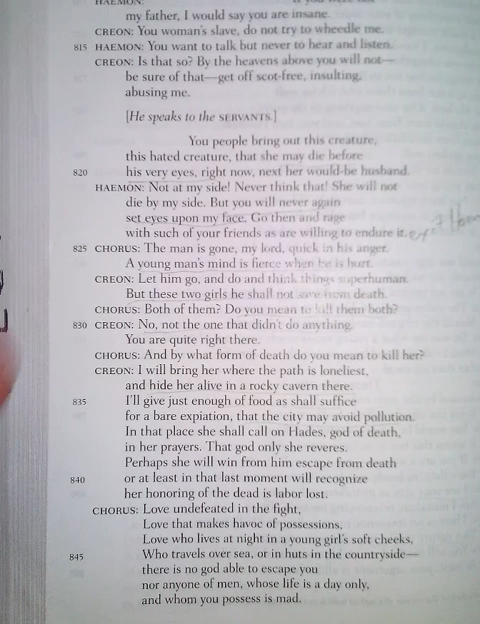 HAEMON: If you were not
my father, I would say you are insane.
CREON: You woman's slave, do not try to wheedle me.
815 HAEMON: You want to talk but never to hear and listen.
CREON: Is that so? By the heavens above you will not—
be sure of that—get off scot-free, insulting,
abusing me.
[He speaks to the SERVANTS.]
You people bring out this creature,
this hated creature, that she may die before
820 his very eyes, right now, next her would-be husband.
HAEMON: Not at my side! Never think that! She will not
die by my side. But you will never again
set eyes upon my face. Go then and rage
with such of your friends as are willing to endure it.
825 CHORUS: The man is gone, my lord, quick in his anger.
A young man's mind is fierce when he is hurt.
CREON: Let him go, and do and think things superhuman.
But these two girls he shall not save from death.
CHORUS: Both of them? Do you mean to kill them both?
830 CREON: No, not the one that didn't do anything.
You are quite right there.
CHORUS: And by what form of death do you mean to kill her?
CREON: I will bring her where the path is loneliest,
and hide her alive in a rocky cavern there.
835 I'll give just enough of food as shall suffice
for a bare expiation, that the city may avoid pollution.
In that place she shall call on Hades, god of death,
in her prayers. That god only she reveres.
Perhaps she will win from him escape from death
840 or at least in that last moment will recognize
her honoring of the dead is labor lost.
CHORUS: Love undefeated in the fight,
Love that makes havoc of possessions,
Love who lives at night in a young girl's soft cheeks,
845 Who travels over sea, or in huts in the countryside—
there is no god able to escape you
nor anyone of men, whose life is a day only,
and whom you possess is mad.